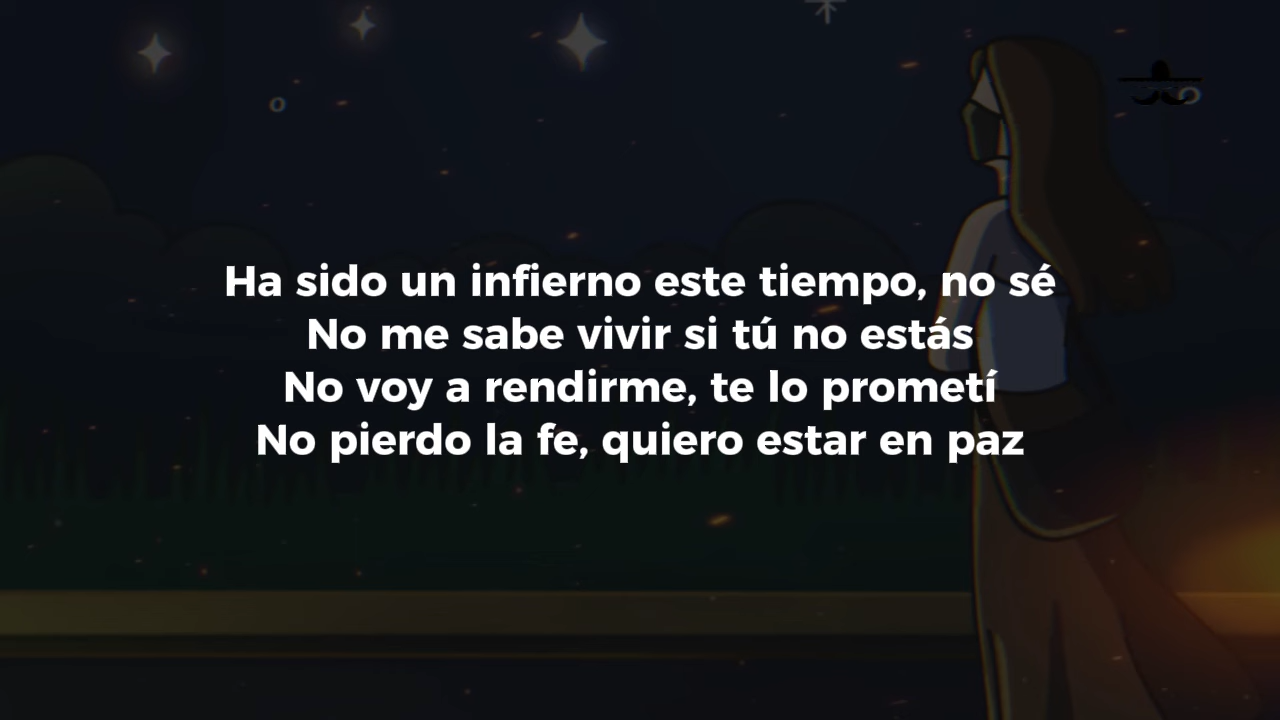 Ha sido un infierno este tiempo, no sé
No me sabe vivir si tú no estás
No voy a rendirme, te lo prometí
No pierdo la fe, quiero estar en paz